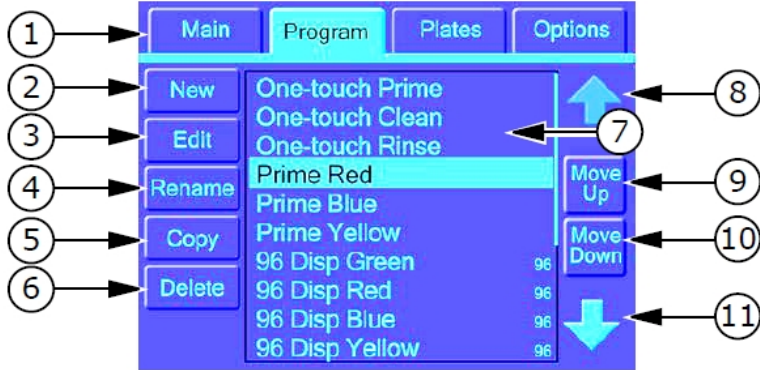 1 Main Program Plates Options
2 New One-touch Prime 8
One-touch Clean 7
3 Edit One-touch Rinse
4 Rename Prime Red Move Up 9
Prime Blue
5 Copy Prime Yellow Move Down 10
96 Disp Green 96
6 Delete 96 Disp Red 96
96 Disp Blue 96 11
96 Disp Yellow 96